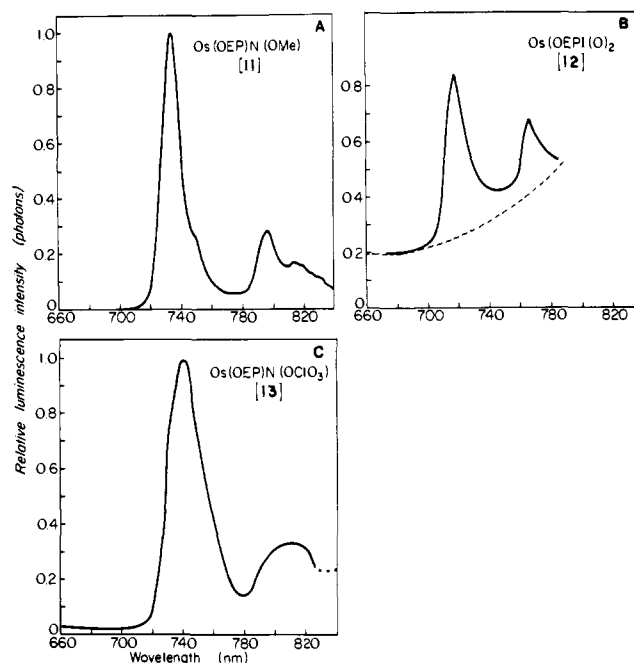 Relative luminescence intensity (photons)
A
Os(OEP)N(OMe)
[11]
1.0
0.8
0.6
0.4
0.2
0
660 700 740 780 820
B
Os(OEP)(O)2
[12]
0.8
0.6
0.4
0.2
0
660 700 740 780
C
Os(OEP)N(OClO3)
[13]
1.0
0.8
0.6
0.4
0.2
0
660 700 740 780 820
Wavelength (nm)